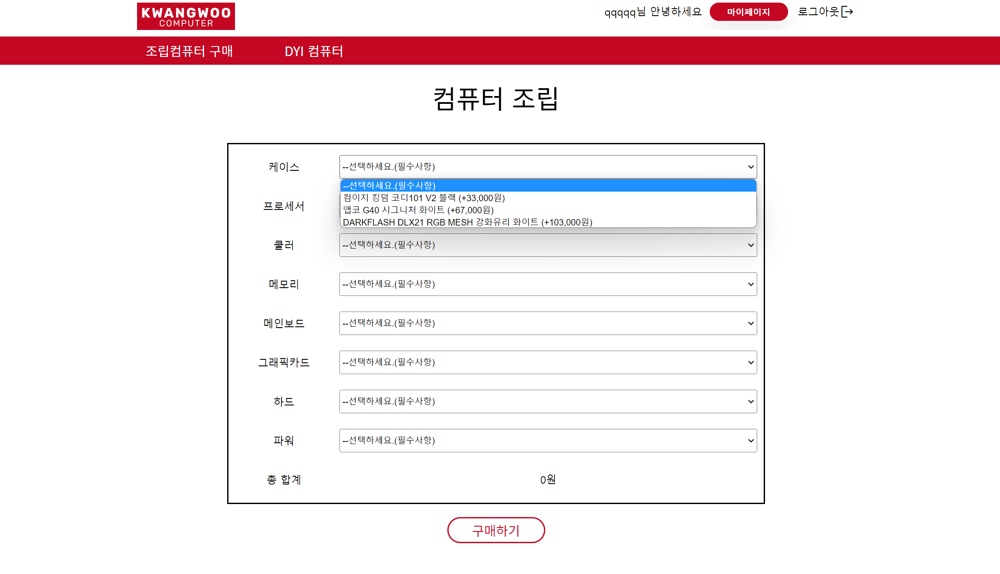 KWANGWOO
COMPUTER
qqqqq님 안녕하세요 마이페이지 로그아웃
조립컴퓨터 구매 DYI 컴퓨터
컴퓨터 조립
케이스 --선택하세요.(필수사항)
--선택하세요.(필수사항)
컴이지 킹덤 코디101 V2 블랙 (+33,000원)
프로세서
앱코 G40 시그니처 화이트 (+67,000원)
DARKFLASH DLX21 RGB MESH 강화유리 화이트 (+103,000원)
쿨러 --선택하세요.(필수사항)
메모리 --선택하세요.(필수사항)
메인보드 --선택하세요.(필수사항)
그래픽카드 --선택하세요.(필수사항)
하드 --선택하세요.(필수사항)
파워 --선택하세요.(필수사항)
총 합계 0원
구매하기